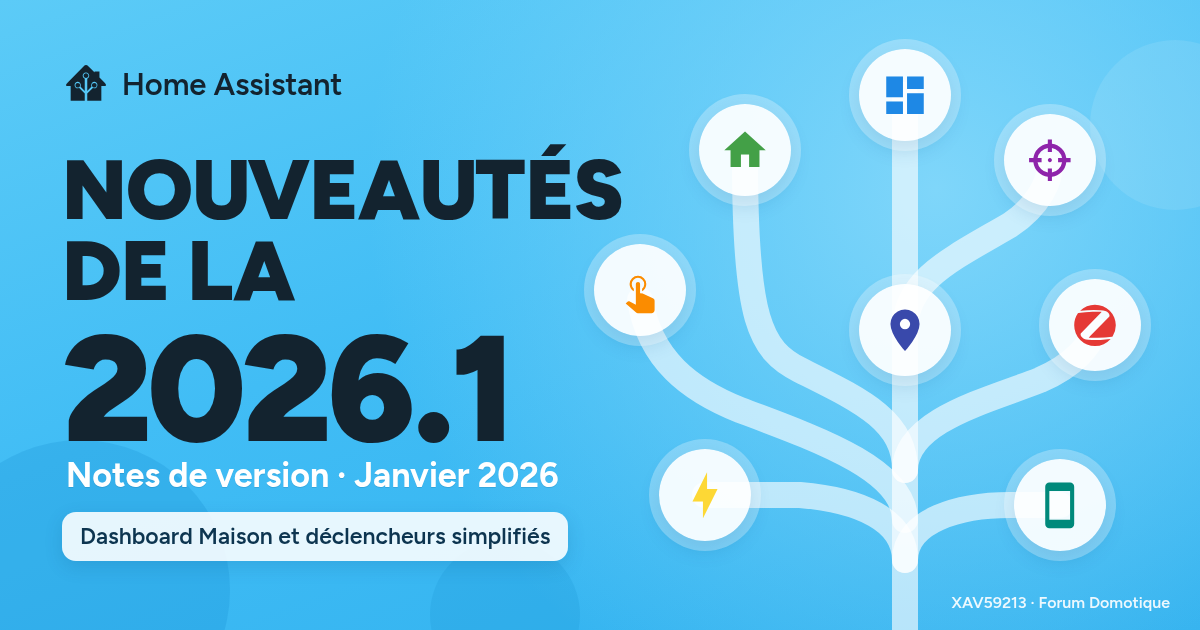 Home Assistant
NOUVEAUTÉS
DE LA
2026.1
Notes de version · Janvier 2026
Dashboard Maison et déclencheurs simplifiés
XAV59213 · Forum Domotique